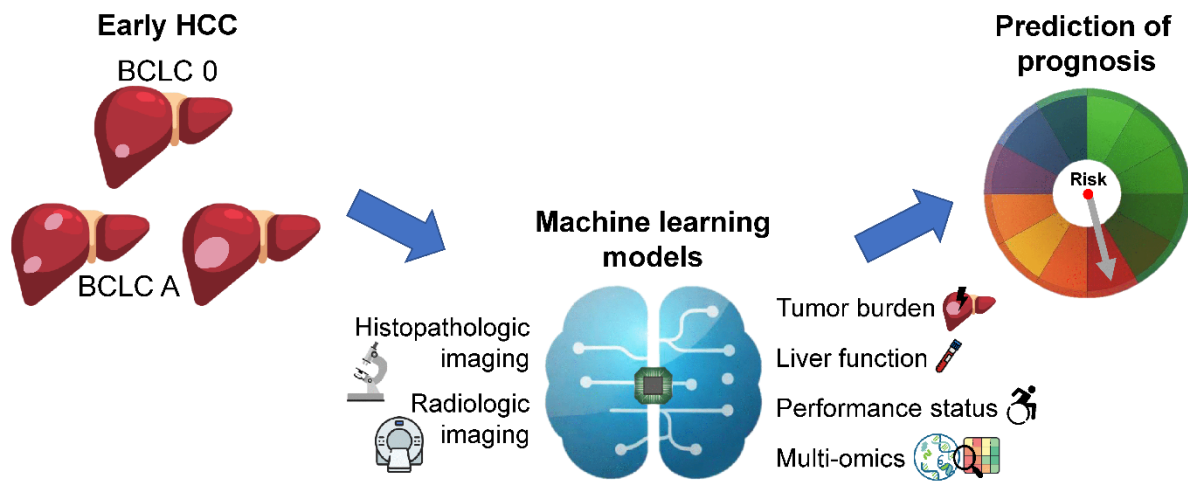 Early HCC
BCLC 0
BCLC A
Machine learning
models
Histopathologic
imaging
Radiologic
imaging
Tumor burden
Liver function
Performance status
Multi-omics
Prediction of
prognosis
Risk